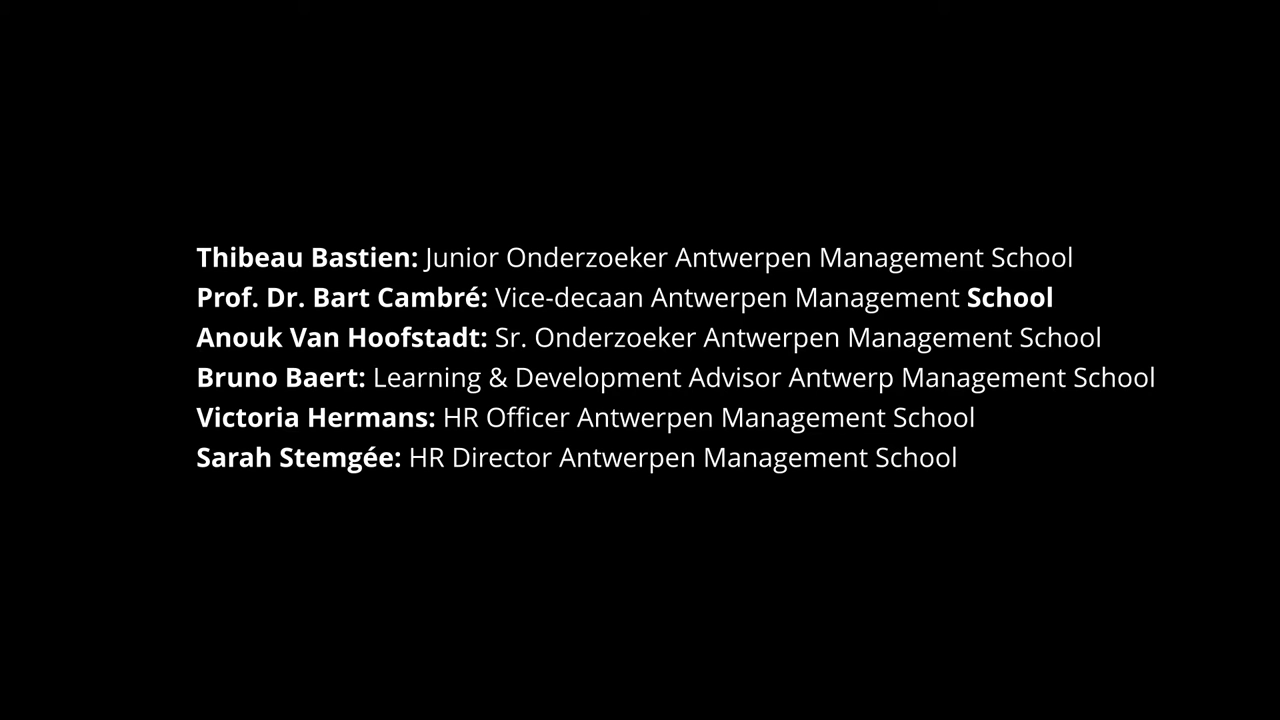 Thibeau Bastien: Junior Onderzoeker Antwerpen Management School
Prof. Dr. Bart Cambré: Vice-decaan Antwerpen Management School
Anouk Van Hoofstadt: Sr. Onderzoeker Antwerpen Management School
Bruno Baert: Learning & Development Advisor Antwerp Management School
Victoria Hermans: HR Officer Antwerpen Management School
Sarah Stemgée: HR Director Antwerpen Management School